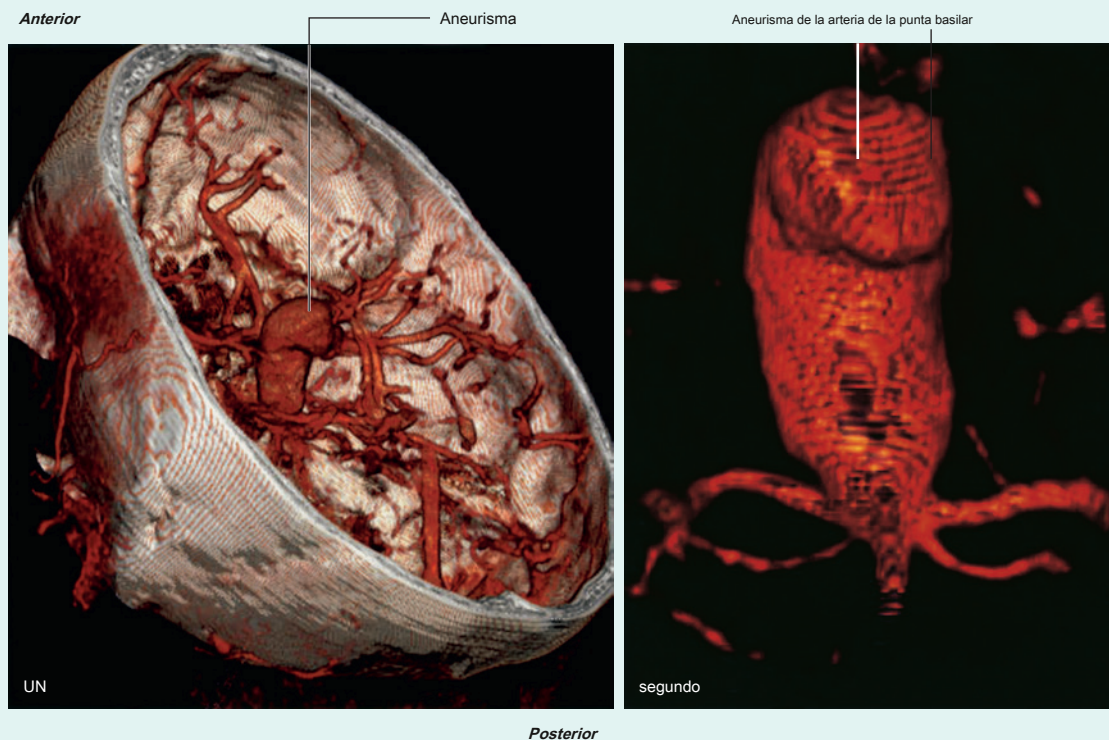 Anterior
Aneurisma
Aneurisma de la arteria de la punta basilar
UN
segundo
Posterior